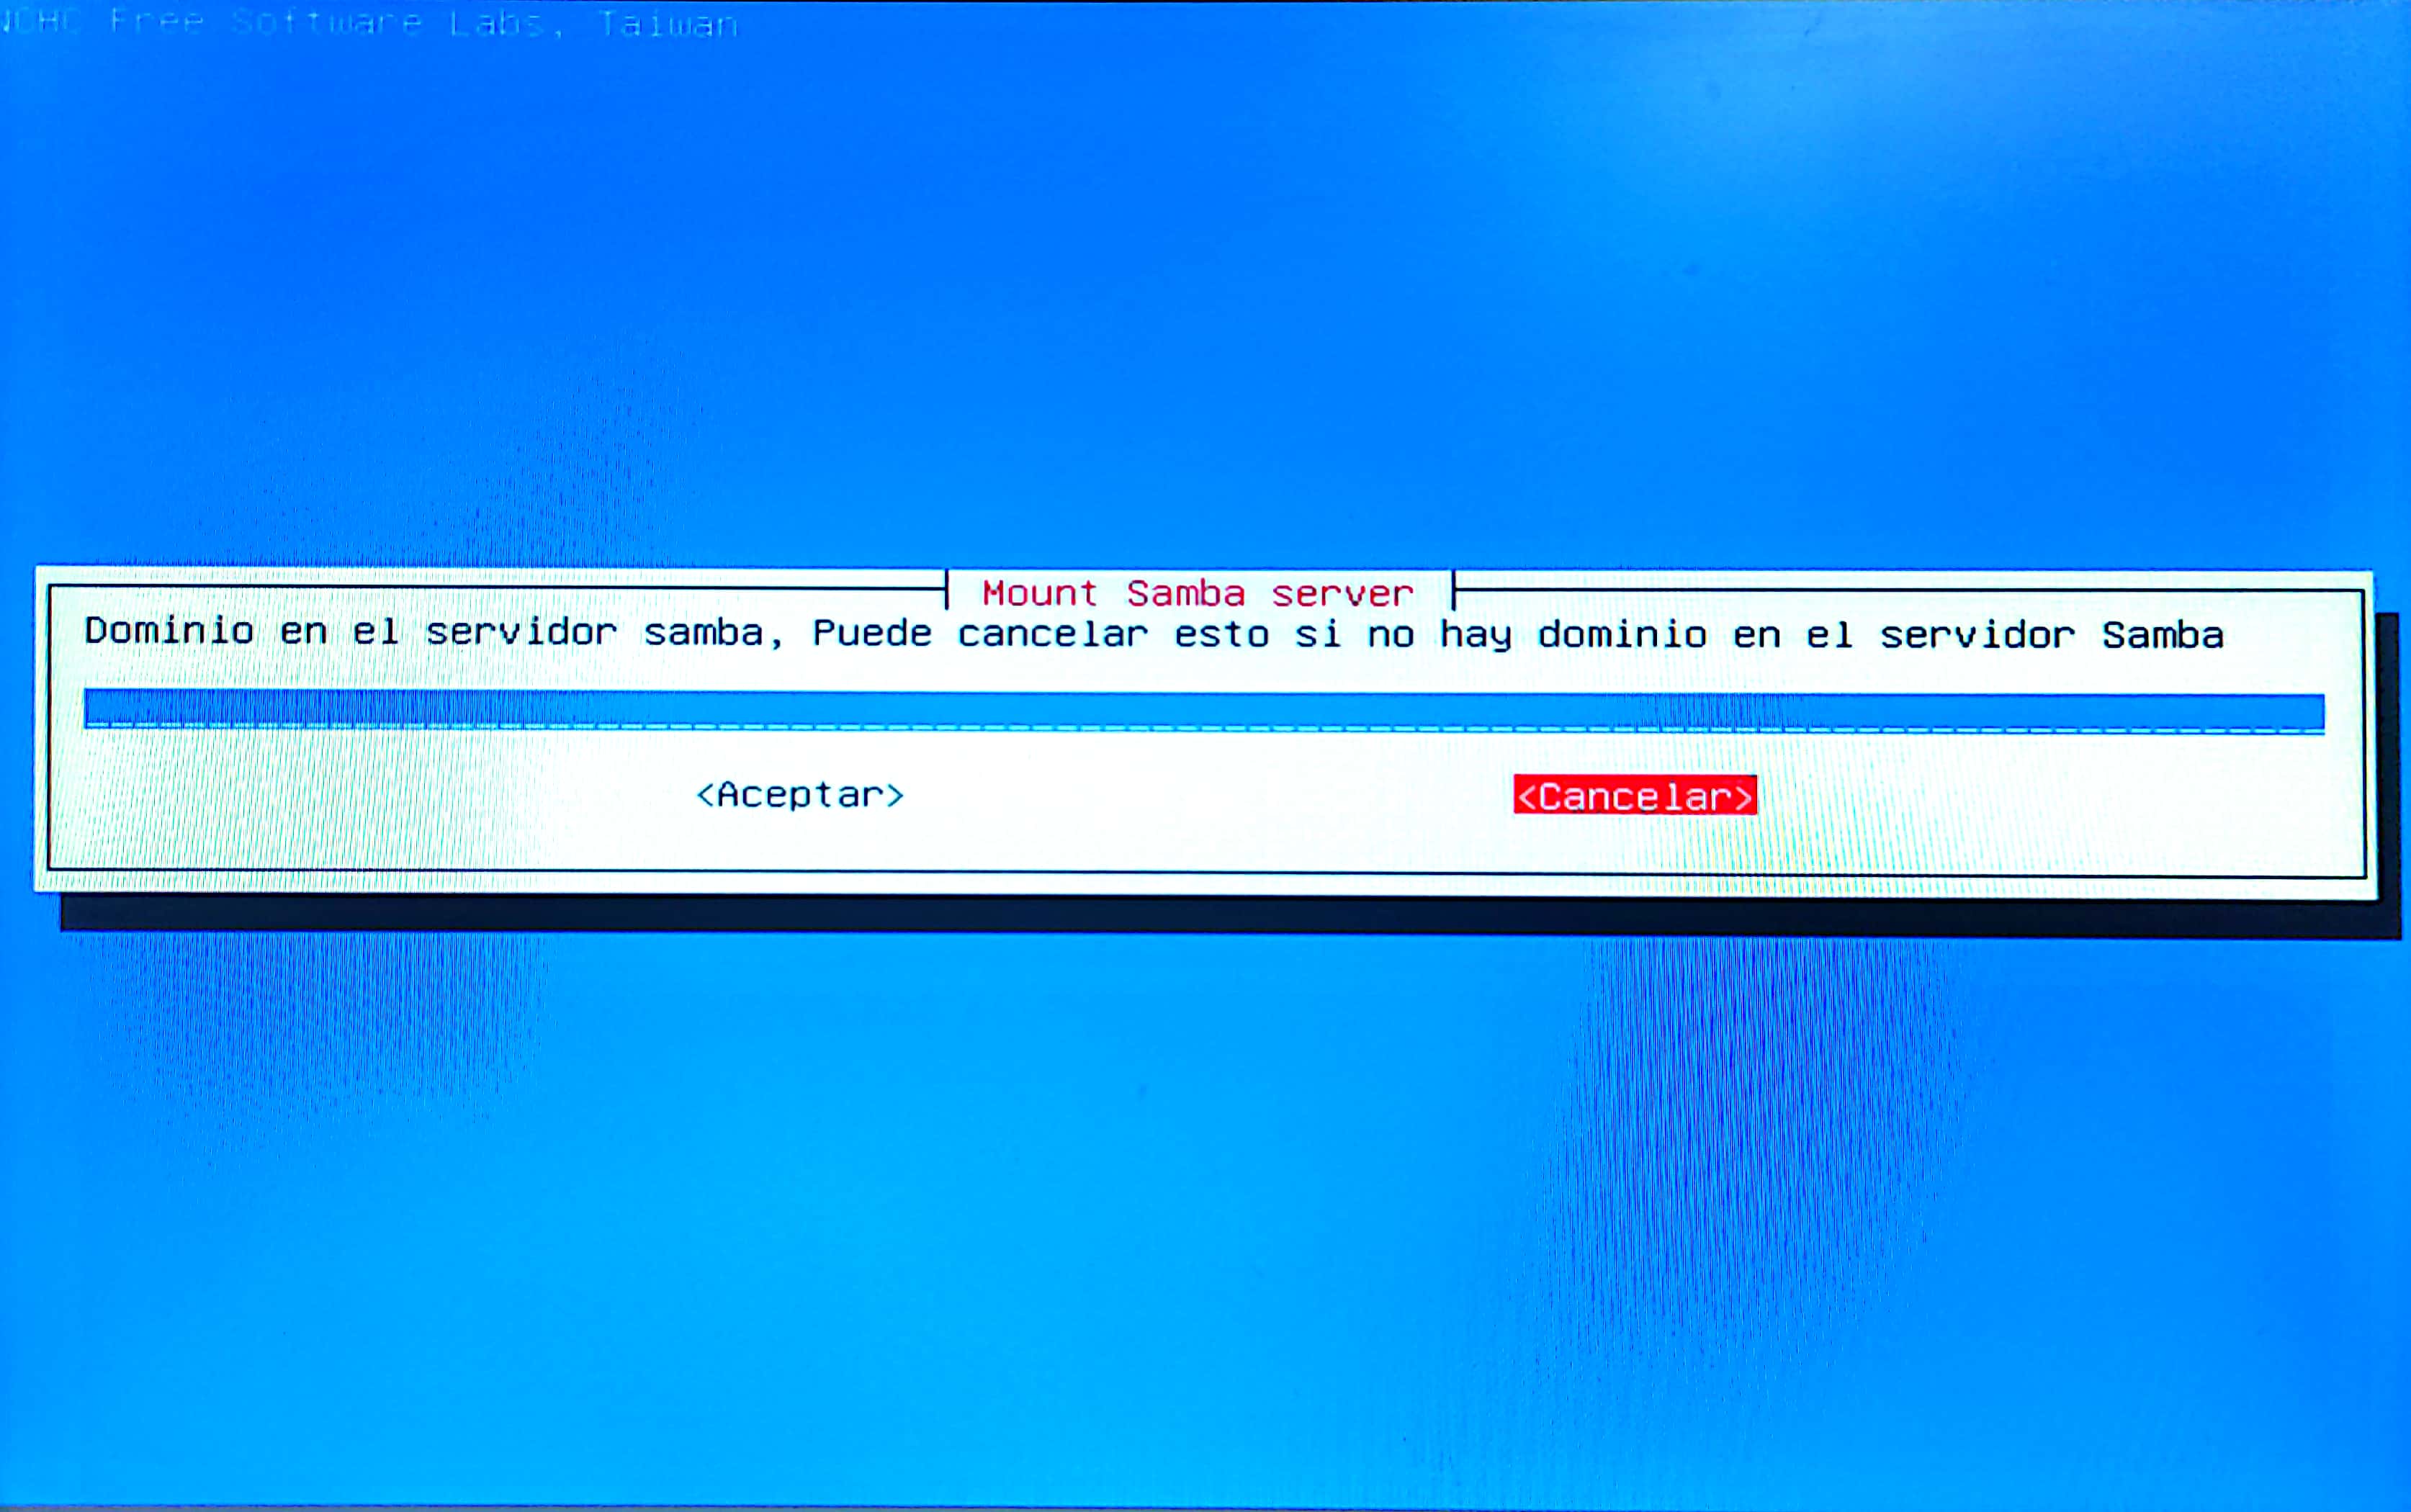 NCHC Free Software Labs, Taiwan
Mount Samba server
Dominio en el servidor samba, Puede cancelar esto si no hay dominio en el servidor Samba
<Aceptar>
<Cancelar>